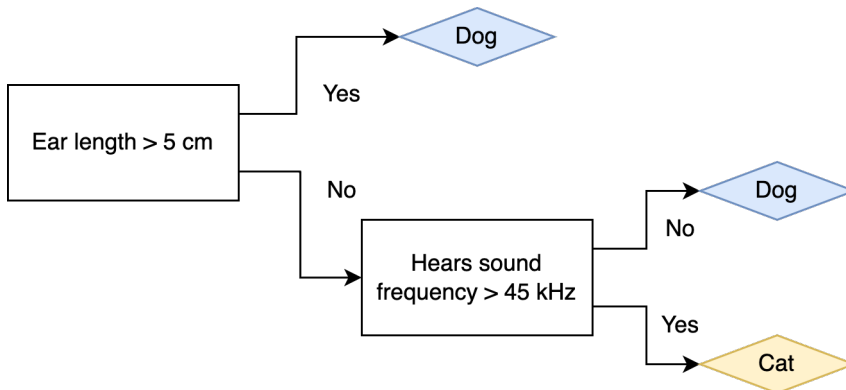 Dog
Yes
Ear length > 5 cm
No
Dog
No
Hears sound
frequency > 45 kHz
Yes
Cat